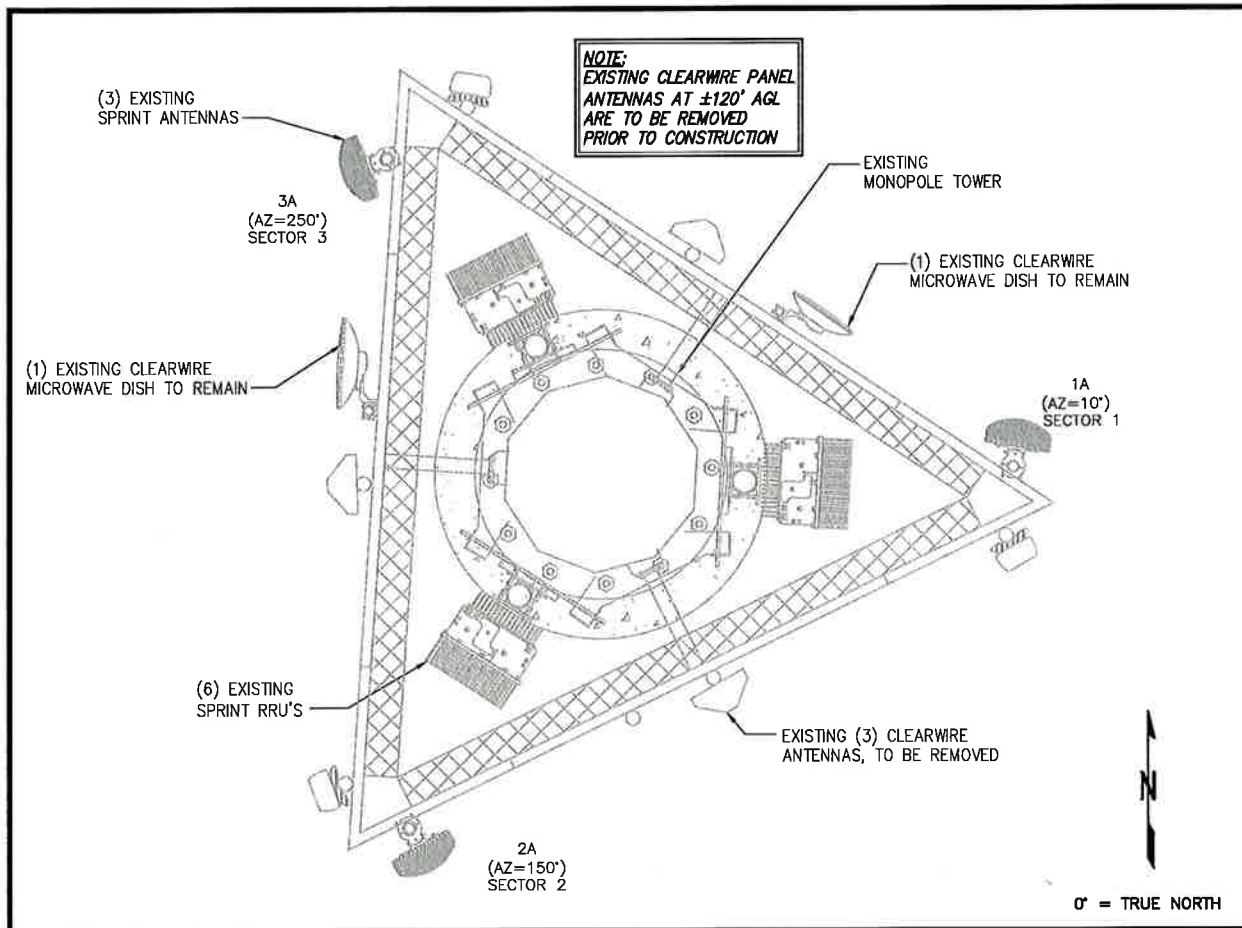 NOTE:
EXISTING CLEARWIRE PANEL
ANTENNAS AT ±120' AGL
ARE TO BE REMOVED
PRIOR TO CONSTRUCTION
(3) EXISTING
SPRINT ANTENNAS
3A
(AZ=250°)
SECTOR 3
EXISTING
MONOPOLE TOWER
(1) EXISTING CLEARWIRE
MICROWAVE DISH TO REMAIN
(1) EXISTING CLEARWIRE
MICROWAVE DISH TO REMAIN
1A
(AZ=10°)
SECTOR 1
(6) EXISTING
SPRINT RRU'S
EXISTING (3) CLEARWIRE
ANTENNAS, TO BE REMOVED
2A
(AZ=150°)
SECTOR 2
N
0° = TRUE NORTH